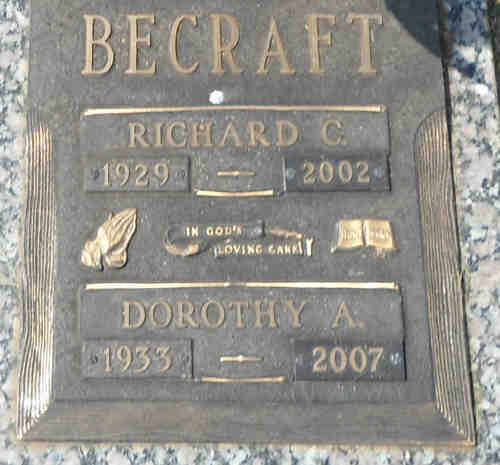 BECRAFT
RICHARD C.
1929 – 2002
IN GOD'S
LOVING CARE
DOROTHY A.
1933 – 2007